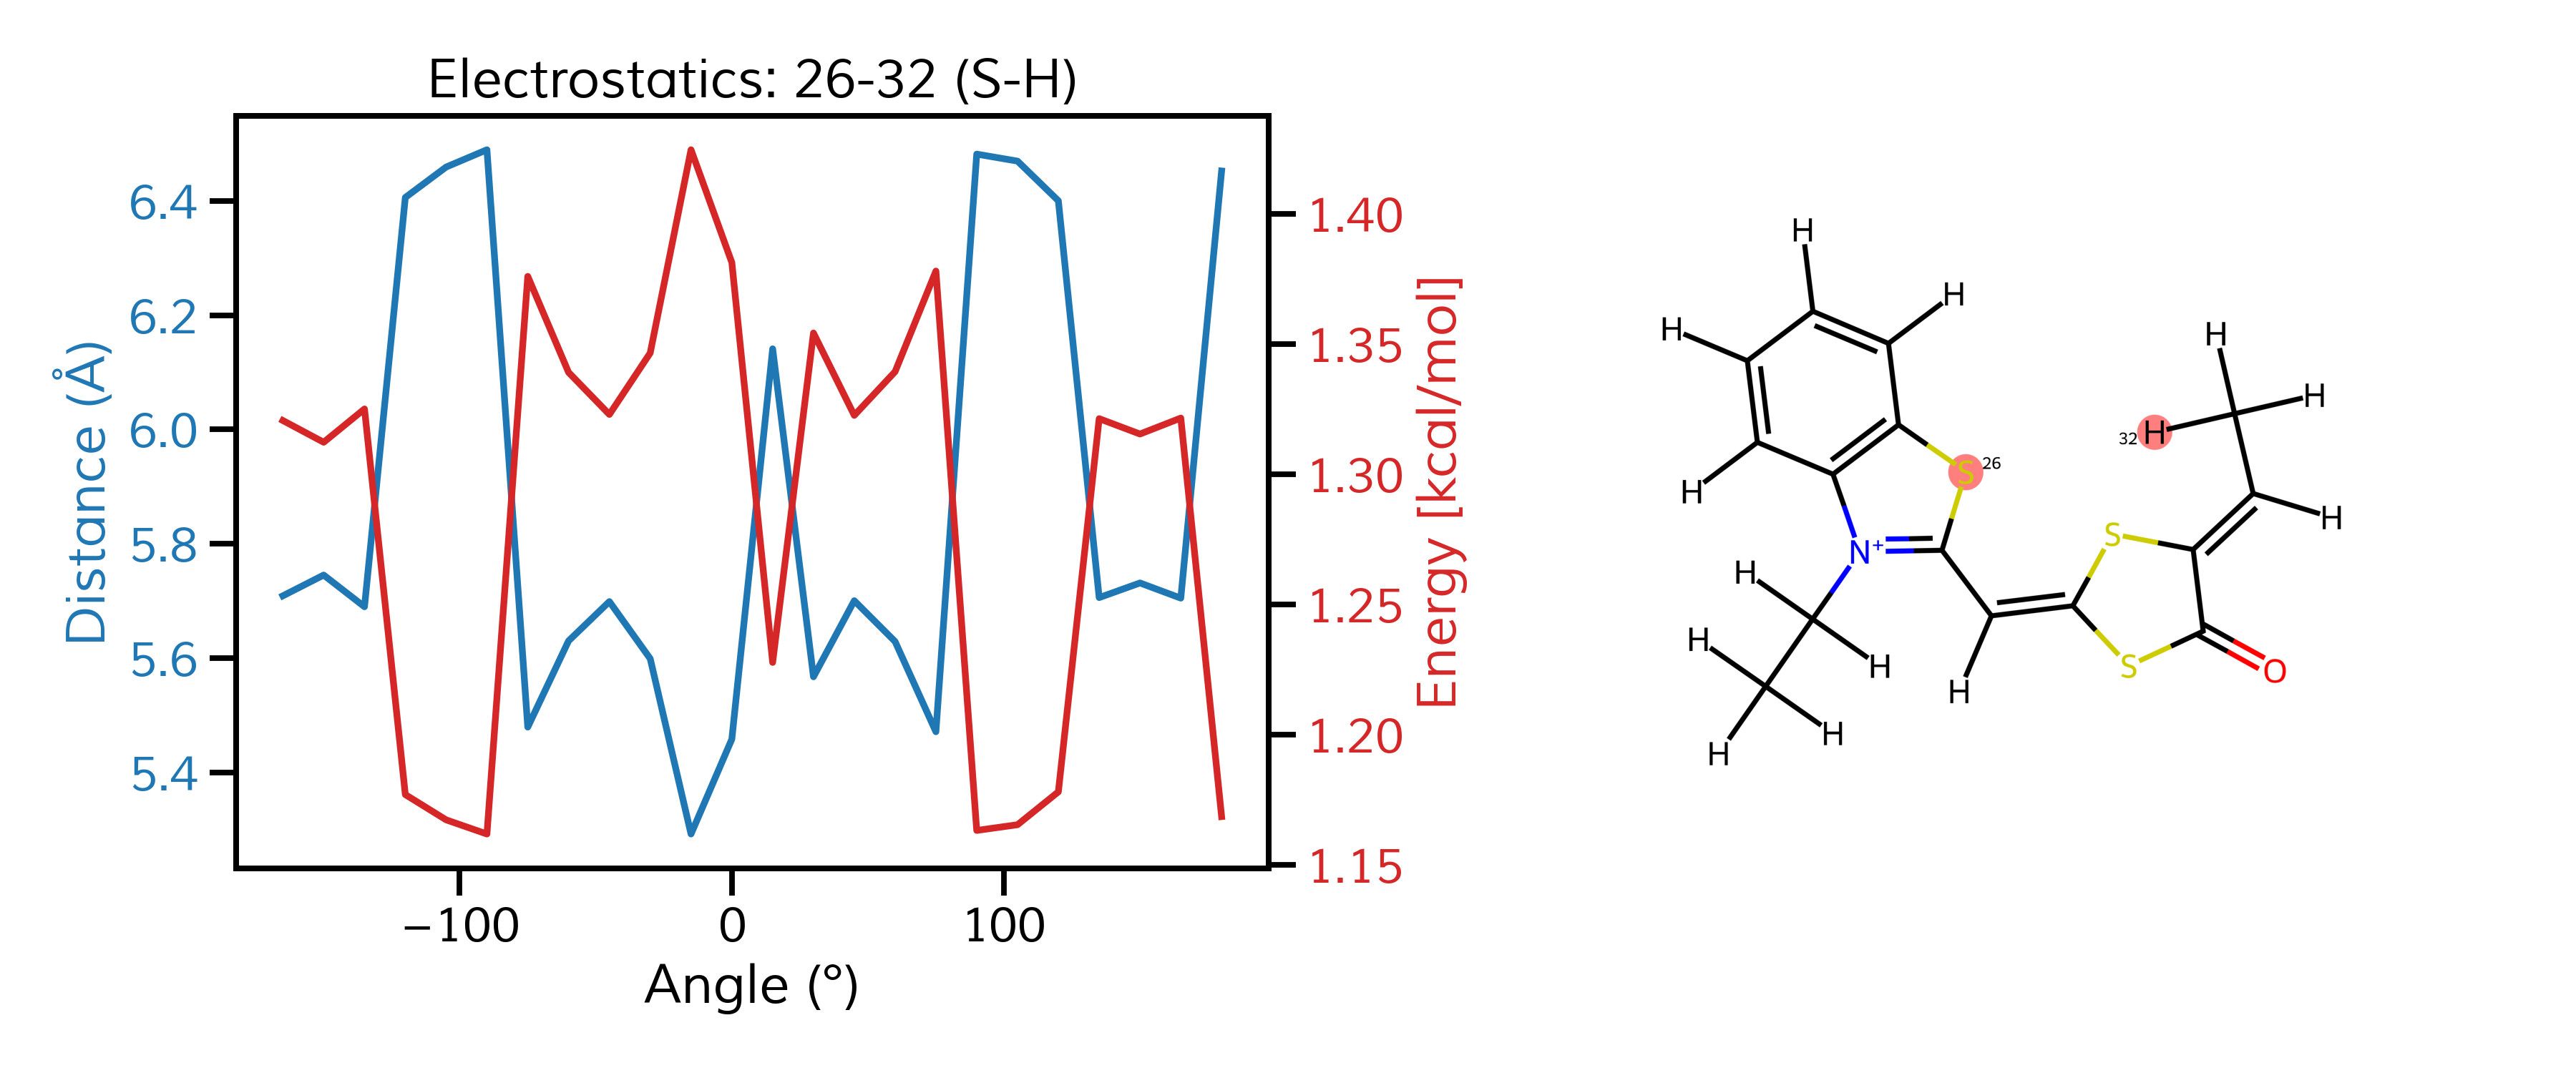 Electrostatics: 26-32 (S-H)
Distance (Å)
6.4
6.2
6.0
5.8
5.6
5.4
1.40
1.35
1.30
1.25
1.20
1.15
Energy [kcal/mol]
−100
0
100
Angle (°)
H
H
H
H
H
H
32 H
S 26
H
H
S
N+
H
H
H
S
O
H
H
H